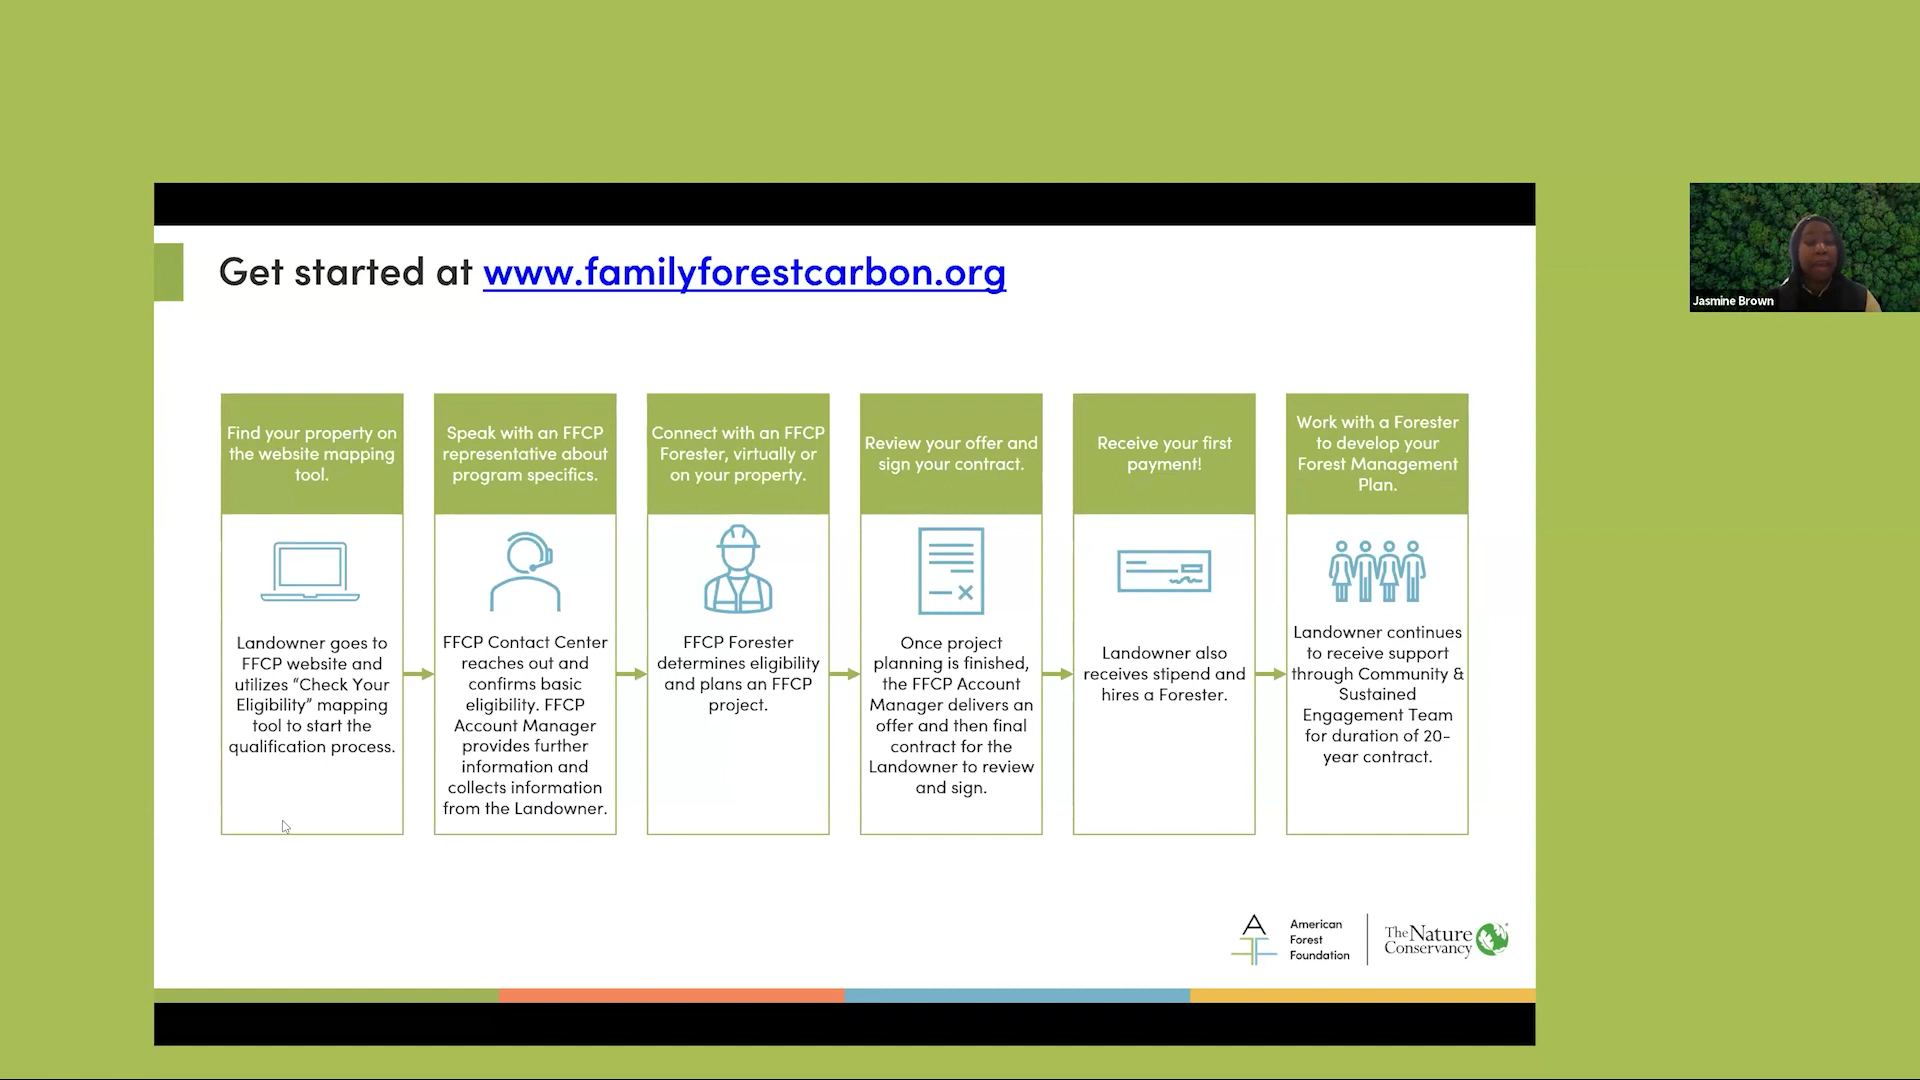 Get started at www.familyforestcarbon.org
Find your property on
the website mapping
tool.
Landowner goes to
FFCP website and
utilizes “Check Your
Eligibility” mapping
tool to start the
qualification process.
Speak with an FFCP
representative about
program specifics.
FFCP Contact Center
reaches out and
confirms basic
eligibility. FFCP
Account Manager
provides further
information and
collects information
from the Landowner.
Connect with an FFCP
Forester, virtually or
on your property.
FFCP Forester
determines eligibility
and plans an FFCP
project.
Review your offer and
sign your contract.
Once project
planning is finished,
the FFCP Account
Manager delivers an
offer and then final
contract for the
Landowner to review
and sign.
Receive your first
payment!
Landowner also
receives stipend and
hires a Forester.
Work with a Forester
to develop your
Forest Management
Plan.
Landowner continues
to receive support
through Community &
Sustained
Engagement Team
for duration of 20-
year contract.
American
Forest
Foundation
The Nature
Conservancy
Jasmine Brown